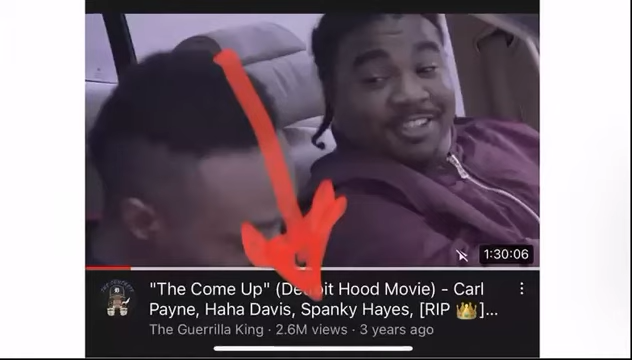 1:30:06
"The Come Up" (Detroit Hood Movie) - Carl
Payne, Haha Davis, Spanky Hayes, [RIP 👑]...
The Guerrilla King · 2.6M views · 3 years ago